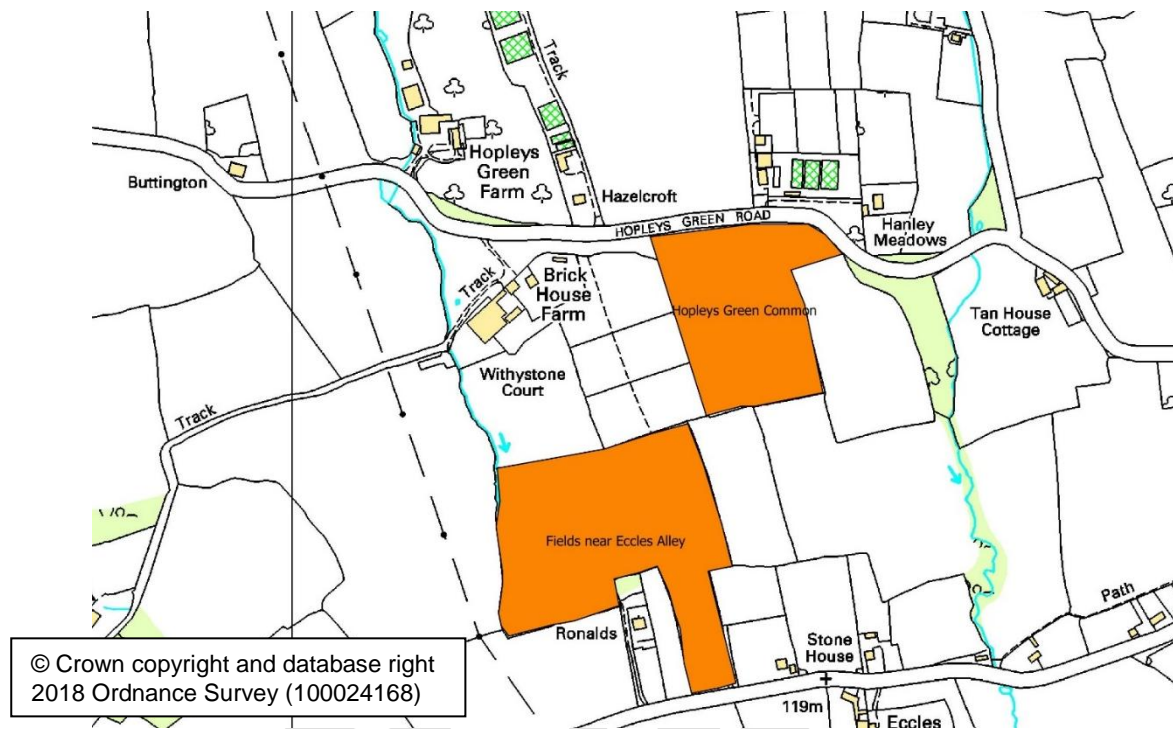 Track
Buttington
Hopleys
Green
Farm
Hazelcroft
HOPLEYS GREEN ROAD
Hanley
Meadows
Track
Brick
House
Farm
Hopleys Green Common
Tan House
Cottage
Withystone
Court
Track
Fields near Eccles Alley
Path
Ronalds
Stone
House
119m
Eccles
© Crown copyright and database right
2018 Ordnance Survey (100024168)